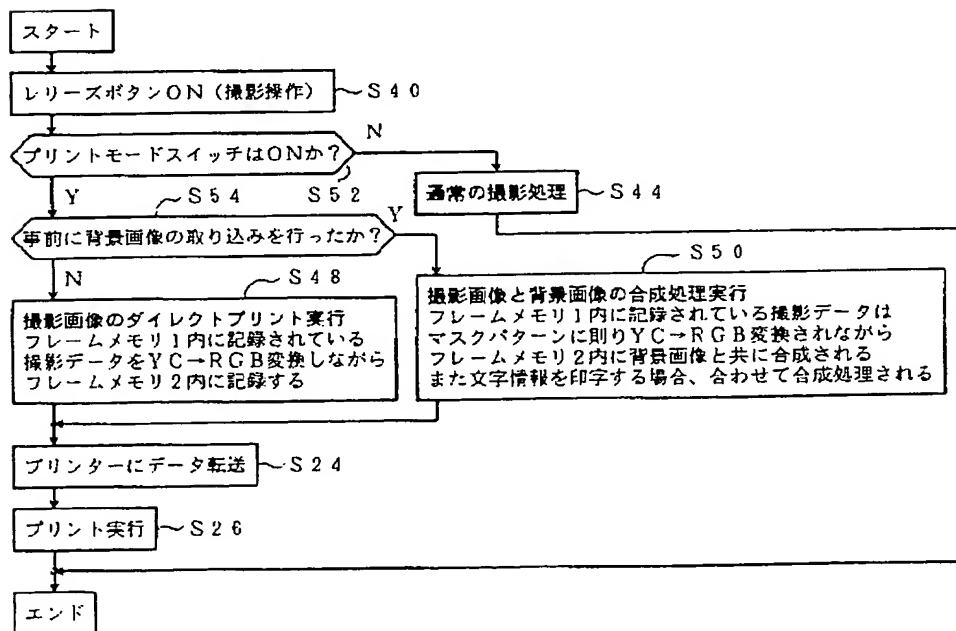 スタート
レリーズボタンON（撮影操作）
S40
プリントモードスイッチはONか？
N
S52
Y
通常の撮影処理
S44
S54
事前に背景画像の取り込みを行ったか？
Y
N
S48
撮影画像のダイレクトプリント実行
フレームメモリ1内に記録されている
撮影データをYC→RGB変換しながら
フレームメモリ2内に記録する
S50
撮影画像と背景画像の合成処理実行
フレームメモリ1内に記録されている撮影データは
マスクパターンに則りYC→RGB変換されながら
フレームメモリ2内に背景画像と共に合成される
また文字情報を印字する場合、合わせて合成処理される
プリンターにデータ転送
S24
プリント実行
S26
エンド